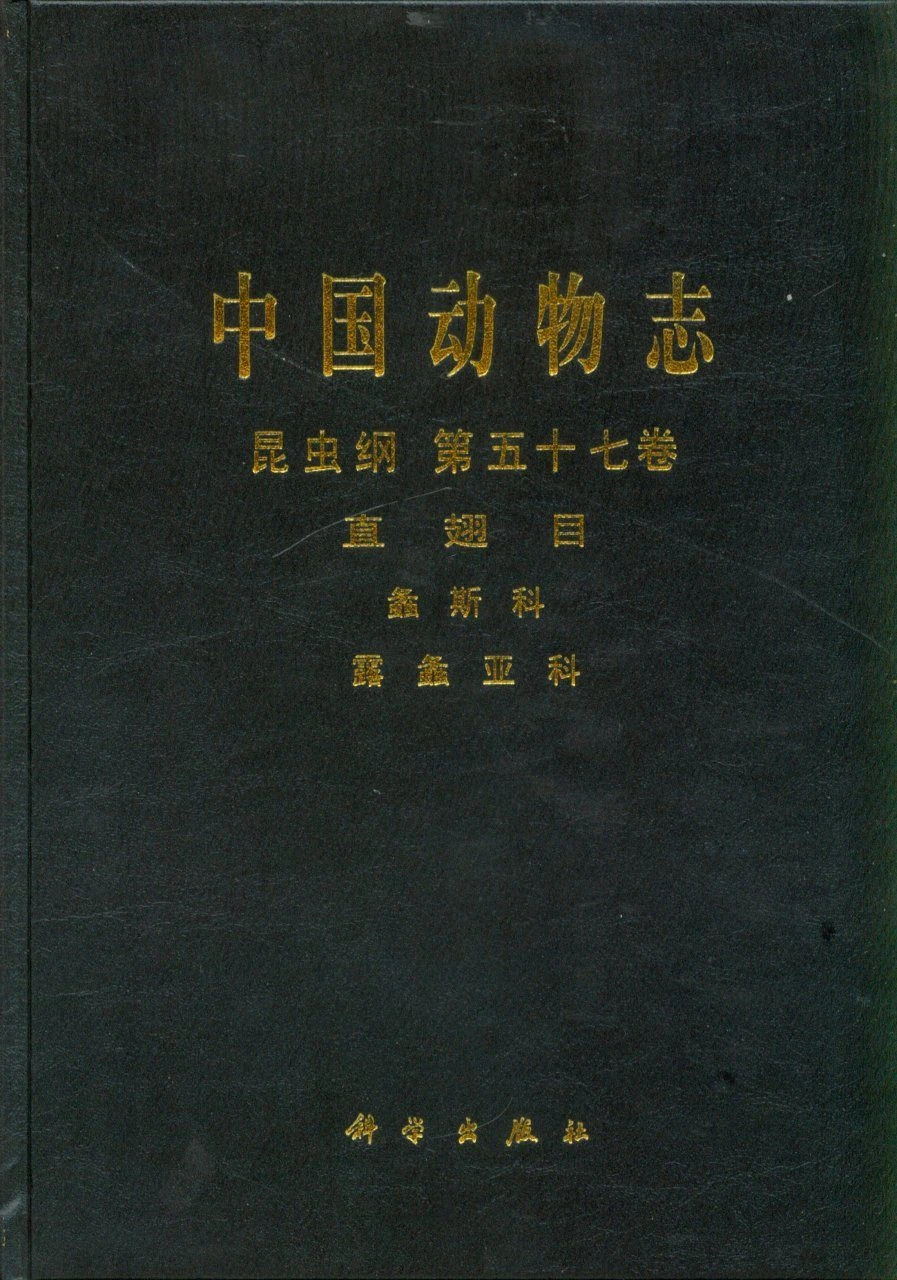 中国动物志
昆虫纲 第五十七卷
直翅目
螽斯科
露螽亚科
科学出版社